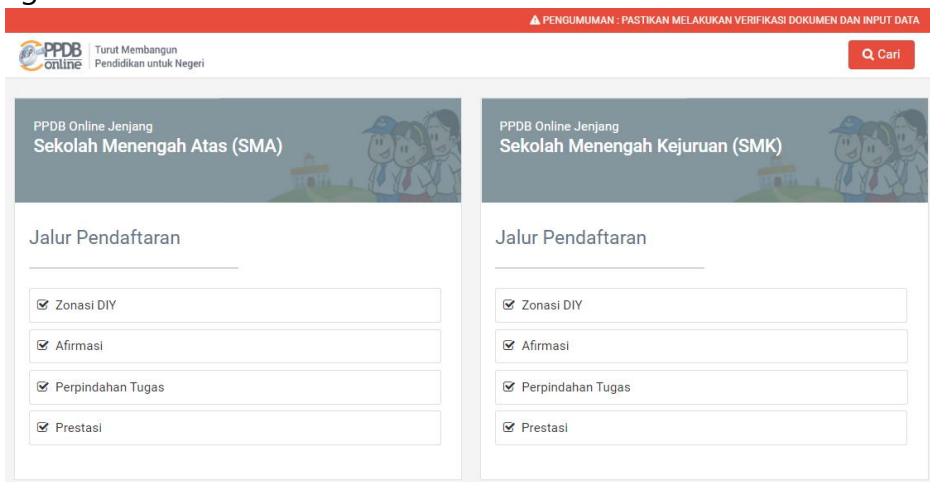 PENGUMUMAN : PASTIKAN MELAKUKAN VERIFIKASI DOKUMEN DAN INPUT DATA
PPDB
online
Turut Membangun
Pendidikan untuk Negeri
Cari
PPDB Online Jenjang
Sekolah Menengah Atas (SMA)
Jalur Pendaftaran
Zonasi DIY
Afirmasi
Perpindahan Tugas
Prestasi
PPDB Online Jenjang
Sekolah Menengah Kejuruan (SMK)
Jalur Pendaftaran
Zonasi DIY
Afirmasi
Perpindahan Tugas
Prestasi